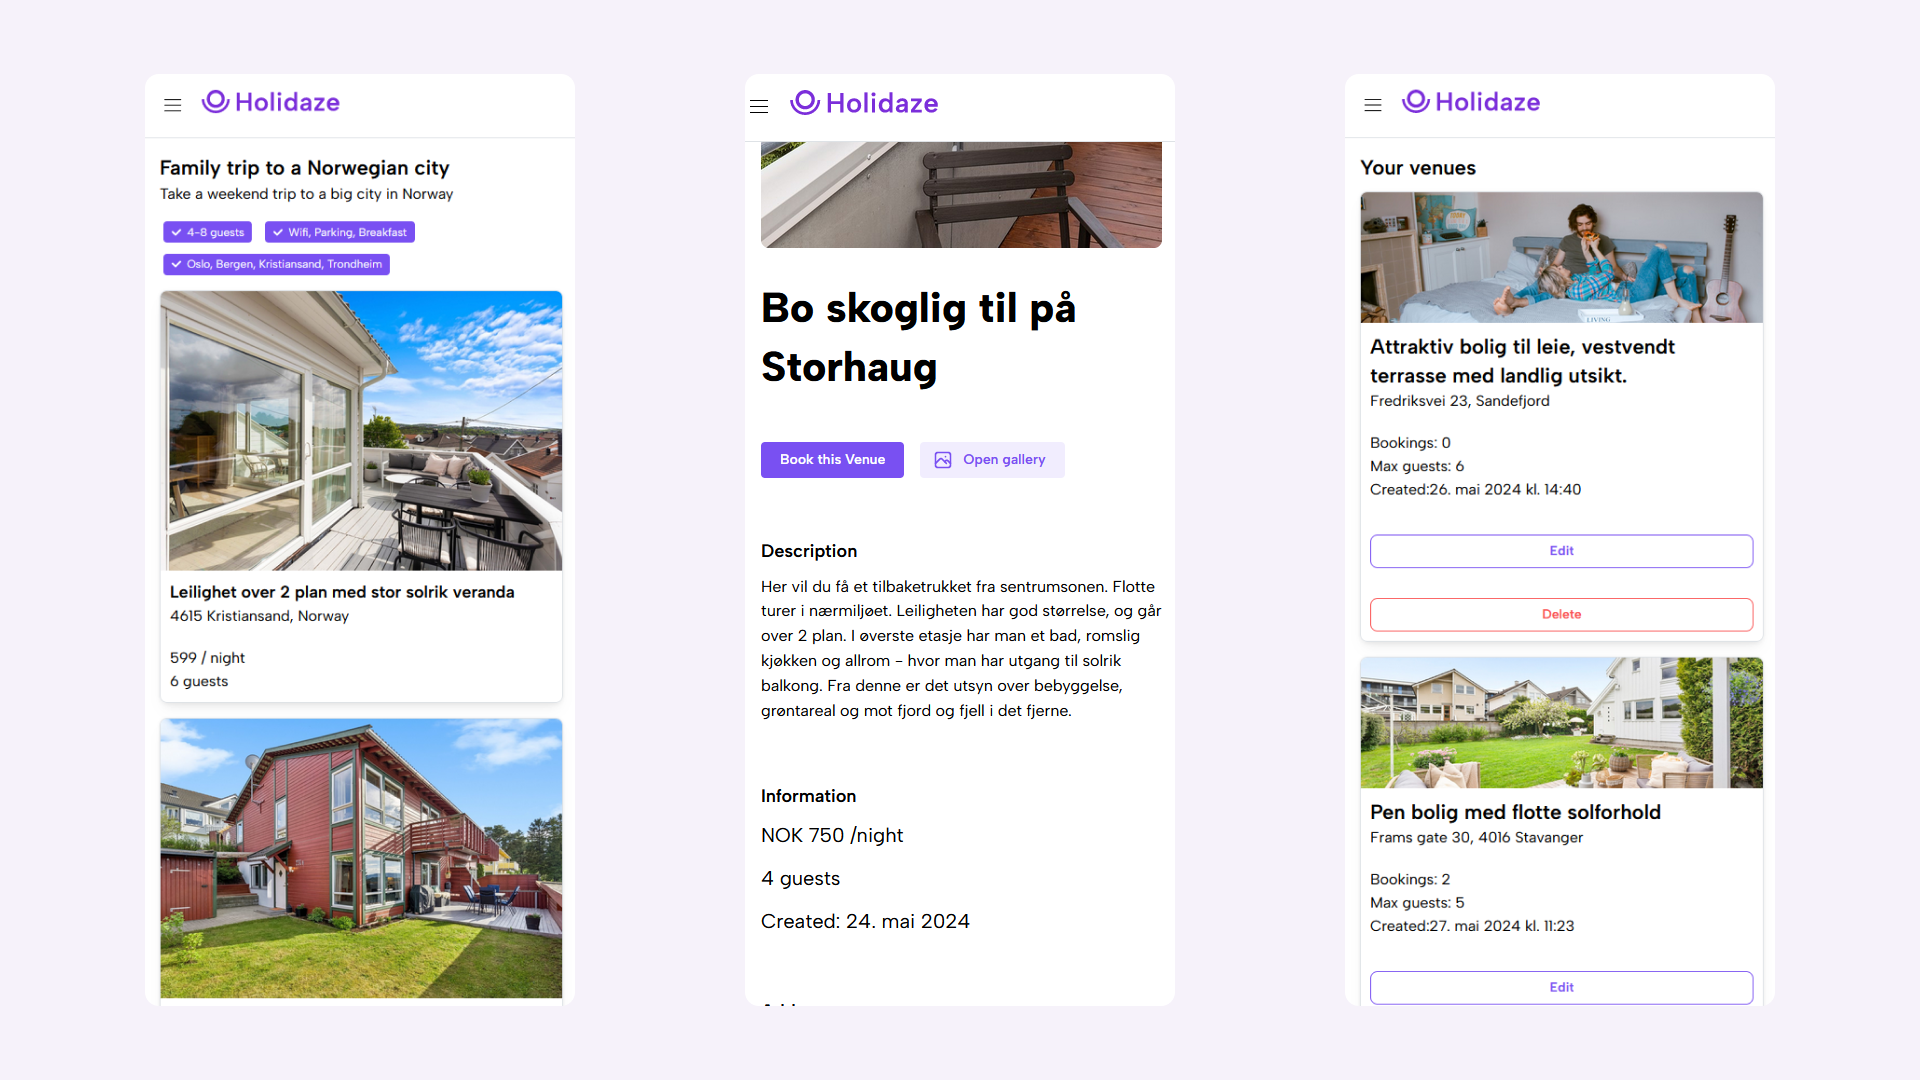 Holidaze
Family trip to a Norwegian city
Take a weekend trip to a big city in Norway
4-8 guests
Wifi, Parking, Breakfast
Oslo, Bergen, Kristiansand, Trondheim
Leilighet over 2 plan med stor solrik veranda
4615 Kristiansand, Norway
599 / night
6 guests
Holidaze
Bo skoglig til på
Storhaug
Book this Venue
Open gallery
Description
Her vil du få et tilbaketrukket fra sentrumsonen. Flotte
turer i nærmiljøet. Leiligheten har god størrelse, og går
over 2 plan. I øverste etasje har man et bad, romslig
kjøkken og allrom - hvor man har utgang til solrik
balkong. Fra denne er det utsyn over bebyggelse,
grøntareal og mot fjord og fjell i det fjerne.
Information
NOK 750 /night
4 guests
Created: 24. mai 2024
Holidaze
Your venues
LIVING
Attraktiv bolig til leie, vestvendt
terrasse med landlig utsikt.
Fredriksvei 23, Sandefjord
Bookings: 0
Max guests: 6
Created:26. mai 2024 kl. 14:40
Edit
Delete
Pen bolig med flotte solforhold
Frams gate 30, 4016 Stavanger
Bookings: 2
Max guests: 5
Created:27. mai 2024 kl. 11:23
Edit